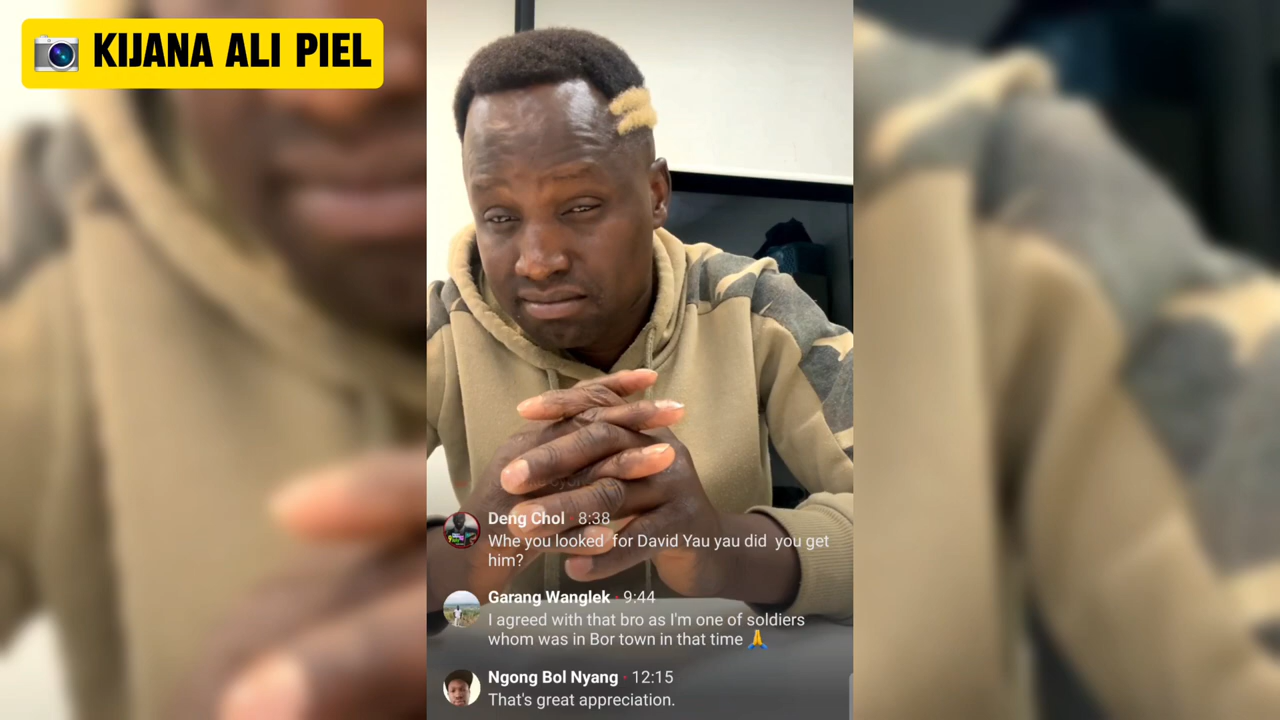 KIJANA ALI PIEL
Deng Chol · 8:38
Whe you looked for David Yau yau did you get
him?
Garang Wanglek · 9:44
I agreed with that bro as I'm one of soldiers
whom was in Bor town in that time 🙏
Ngong Bol Nyang · 12:15
That's great appreciation.